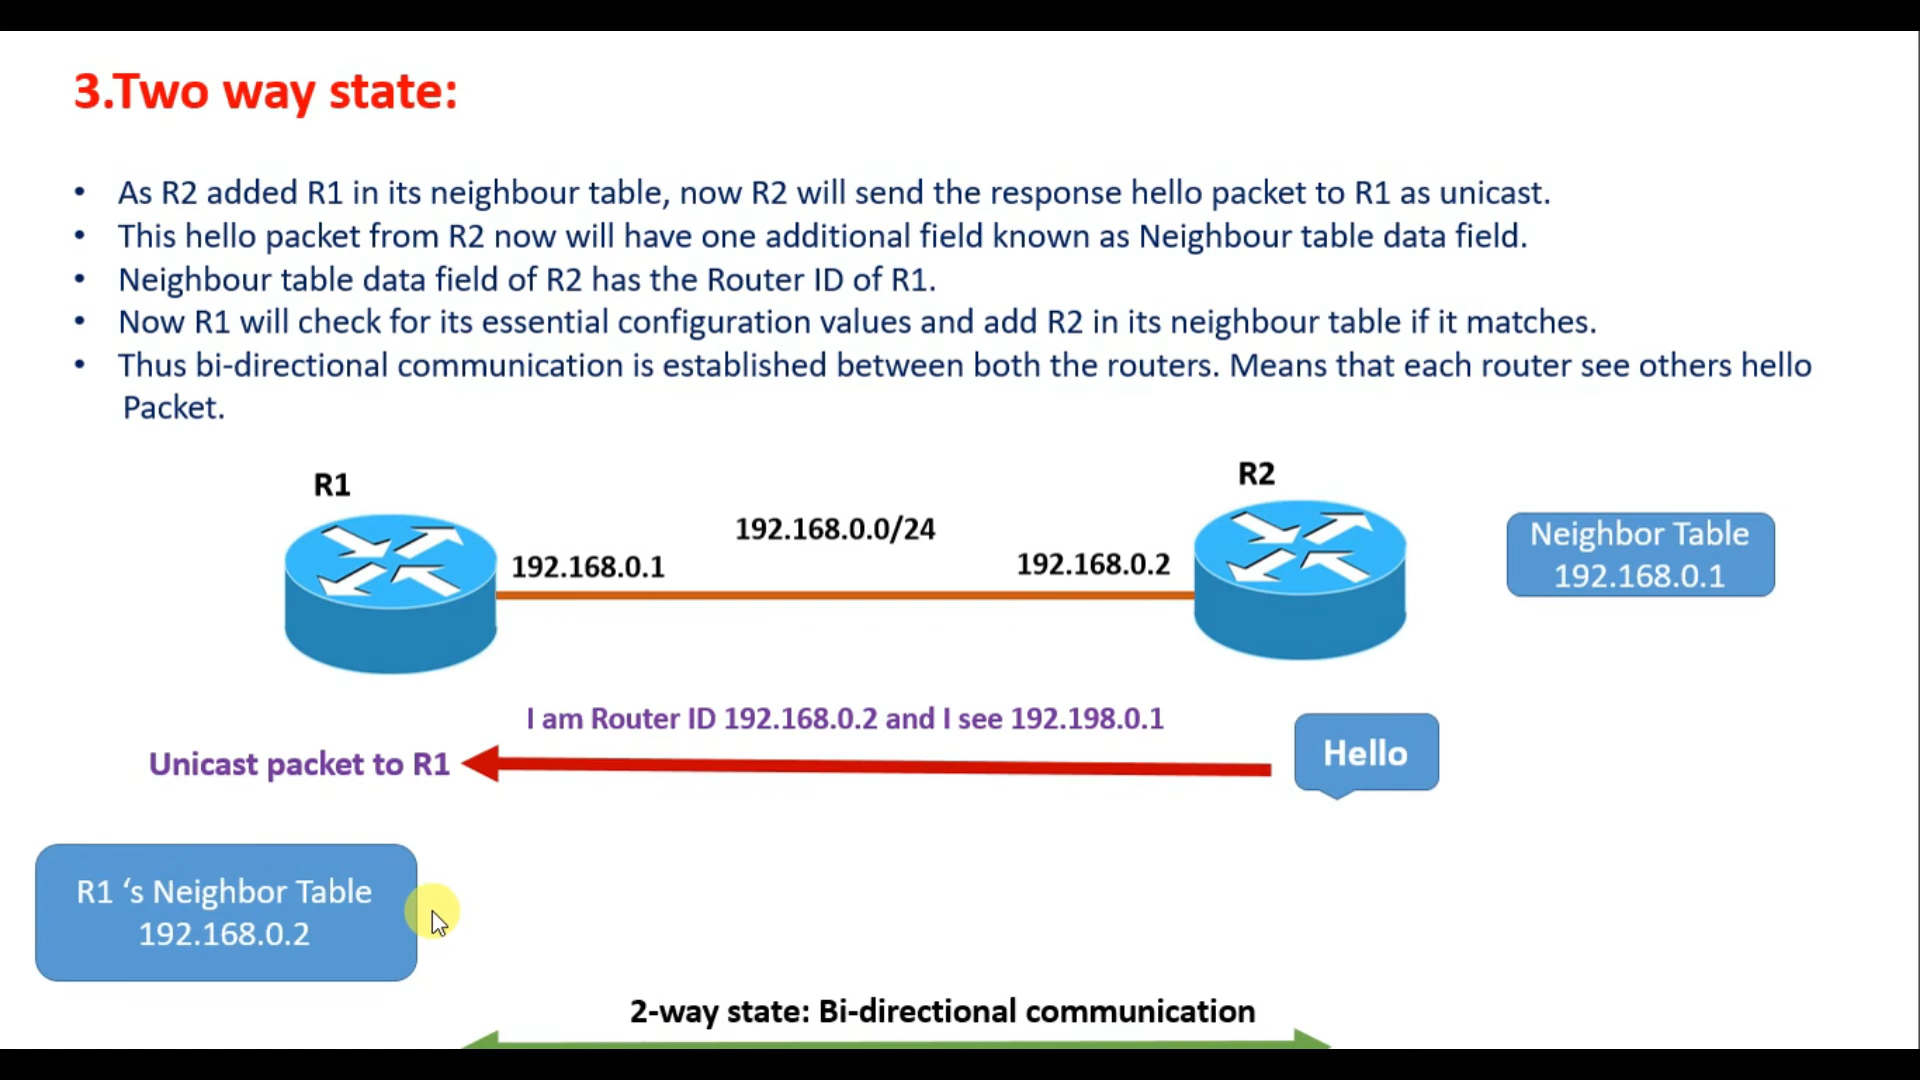 3.Two way state:
• As R2 added R1 in its neighbour table, now R2 will send the response hello packet to R1 as unicast.
• This hello packet from R2 now will have one additional field known as Neighbour table data field.
• Neighbour table data field of R2 has the Router ID of R1.
• Now R1 will check for its essential configuration values and add R2 in its neighbour table if it matches.
• Thus bi-directional communication is established between both the routers. Means that each router see others hello
Packet.
R1
R2
192.168.0.0/24
192.168.0.1
192.168.0.2
Neighbor Table
192.168.0.1
I am Router ID 192.168.0.2 and I see 192.198.0.1
Hello
Unicast packet to R1
R1 ‘s Neighbor Table
192.168.0.2
2-way state: Bi-directional communication